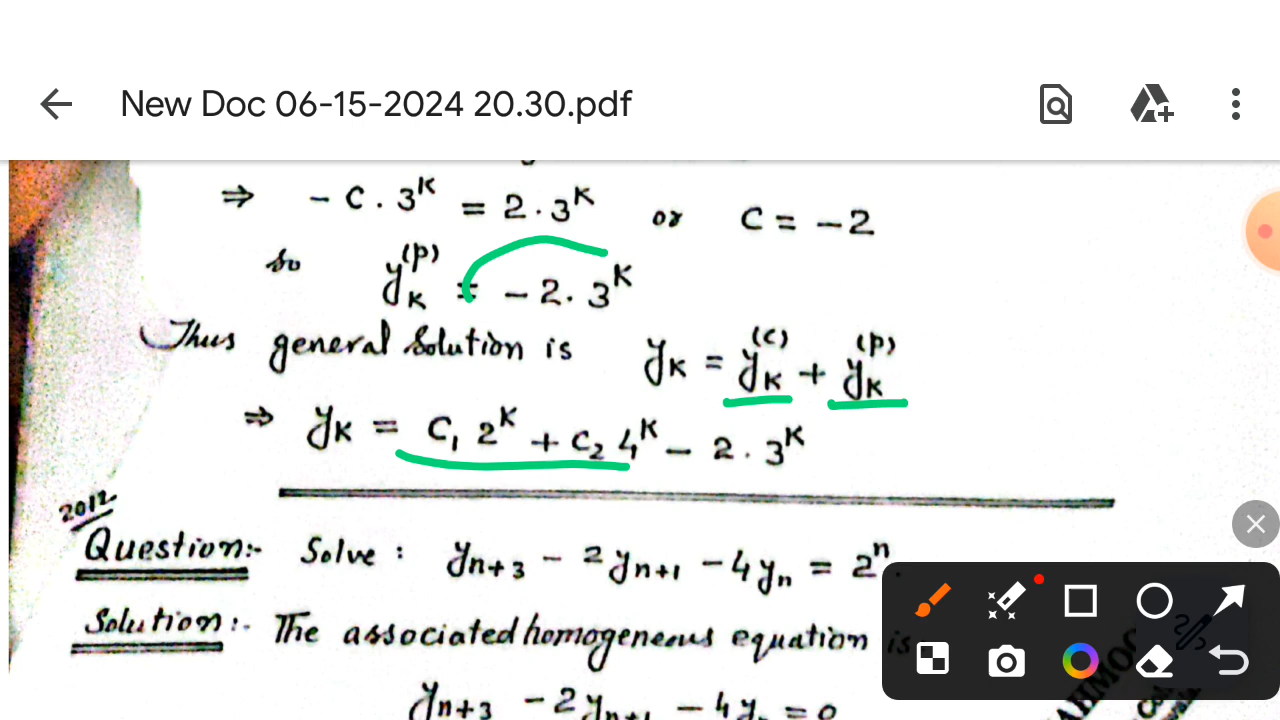 New Doc 06-15-2024 20.30.pdf
⇒ - C . 3^K = 2 . 3^K or C = -2
so y_K^(P) = - 2 . 3^K
Thus general Solution is y_K = y_K^(C) + y_K^(P)
⇒ y_K = C_1 2^K + C_2 4^K - 2 . 3^K
2012
Question:- Solve : y_{n+3} - 2y_{n+1} - 4y_n = 2^n.
Solution:- The associated homogeneous equation is
y_{n+3} - 2y_{n+1} - 4y_n = 0